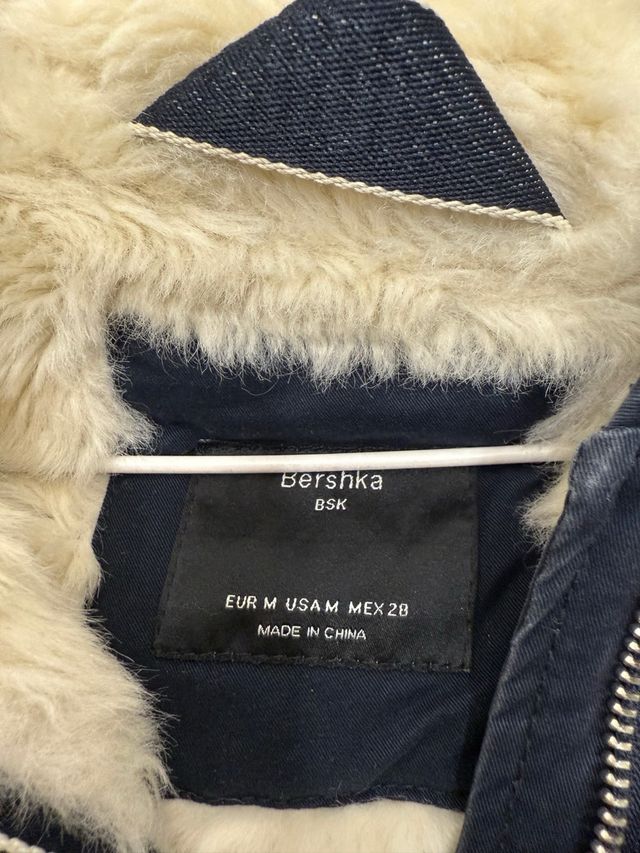 Bershka
BSK
EUR M USA M MEX 28
MADE IN CHINA